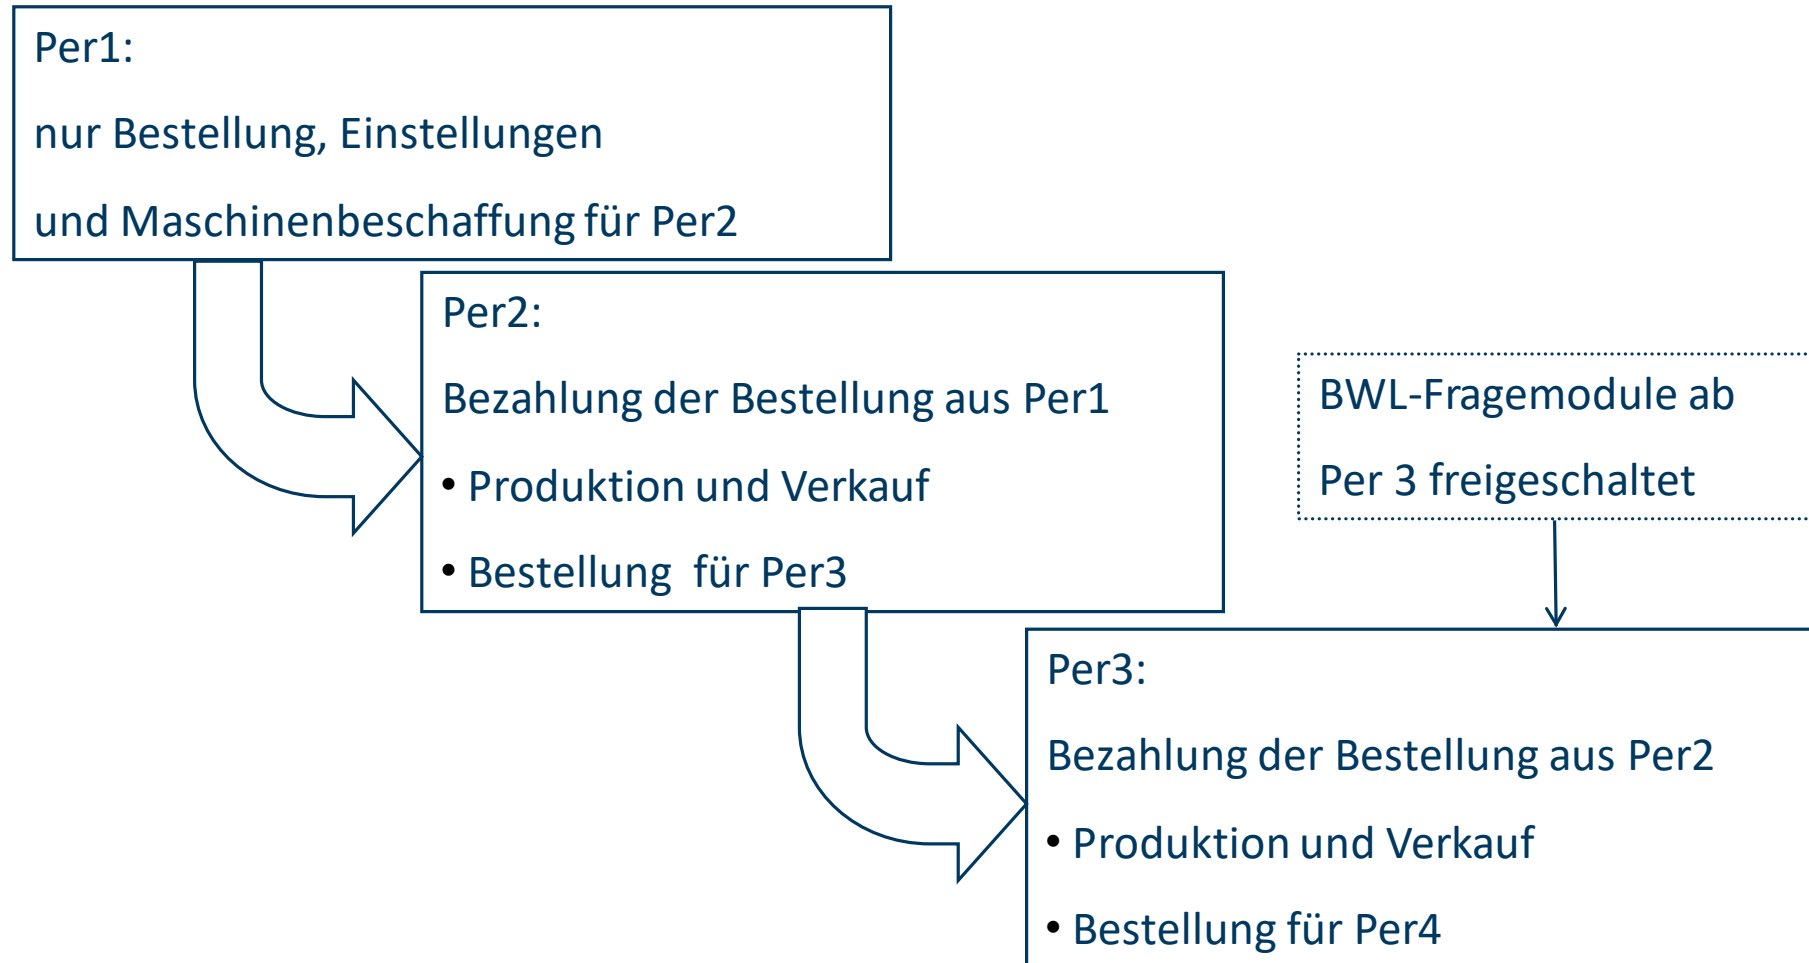 Per1:
nur Bestellung, Einstellungen
und Maschinenbeschaffung für Per2
Per2:
Bezahlung der Bestellung aus Per1
• Produktion und Verkauf
• Bestellung für Per3
BWL-Fragemodule ab
Per 3 freigeschaltet
Per3:
Bezahlung der Bestellung aus Per2
• Produktion und Verkauf
• Bestellung für Per4